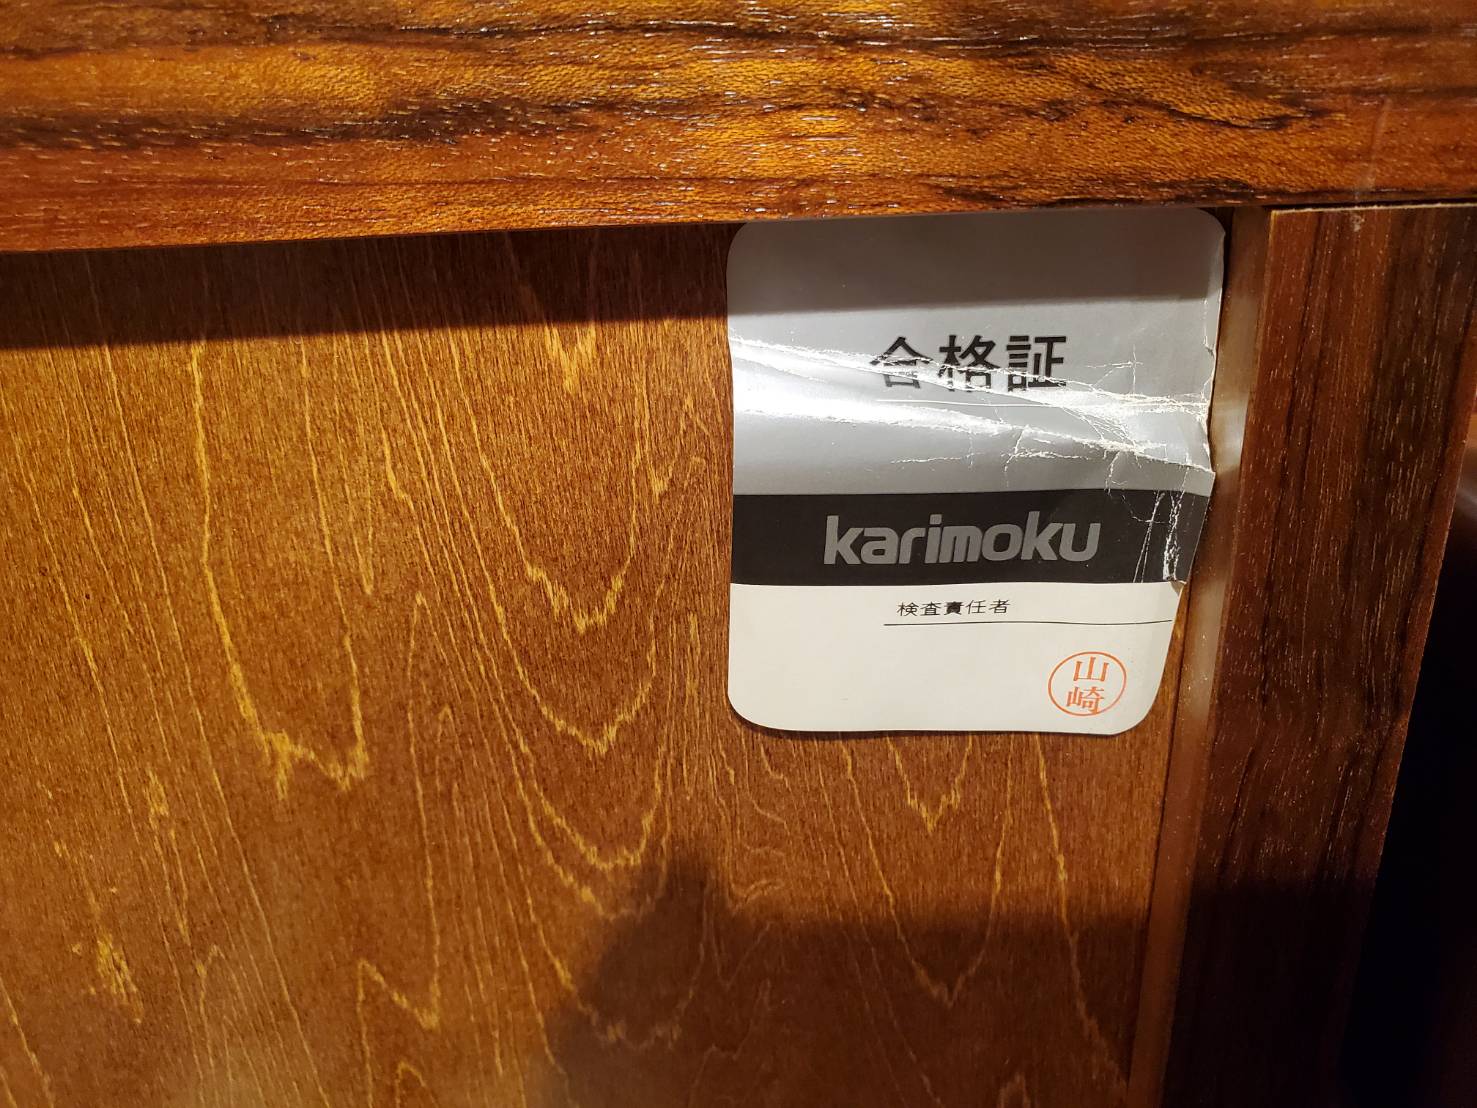 合格証
karimoku
検査責任者
山
崎